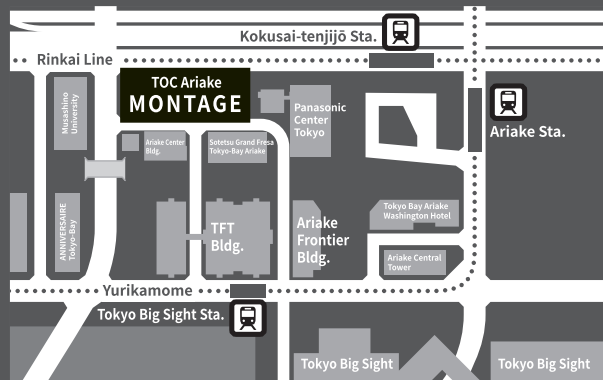 Kokusai-tenjijō Sta.
Rinkai Line
TOC Ariake
MONTAGE
Musashino
University
Panasonic
Center
Tokyo
Ariake Sta.
Ariake Center
Bldg.
Sotetsu Grand Fresa
Tokyo-Bay Ariake
ANNIVERSAIRE
Tokyo-Bay
TFT
Bldg.
Ariake
Frontier
Bldg.
Tokyo Bay Ariake
Washington Hotel
Ariake Central
Tower
Yurikamome
Tokyo Big Sight Sta.
Tokyo Big Sight
Tokyo Big Sight